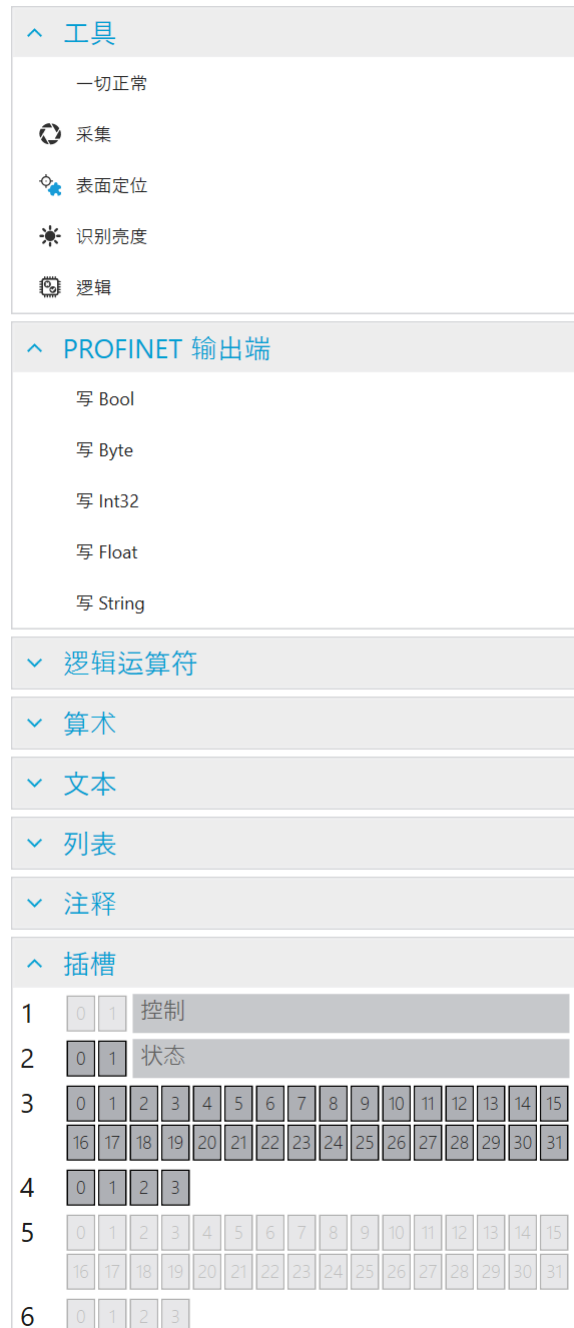 工具
一切正常
采集
表面定位
识别亮度
逻辑
PROFINET 输出端
写 Bool
写 Byte
写 Int32
写 Float
写 String
逻辑运算符
算术
文本
列表
注释
插槽
1 0 1 控制
2 0 1 状态
3 0 1 2 3 4 5 6 7 8 9 10 11 12 13 14 15
16 17 18 19 20 21 22 23 24 25 26 27 28 29 30 31
4 0 1 2 3
5 0 1 2 3 4 5 6 7 8 9 10 11 12 13 14 15
16 17 18 19 20 21 22 23 24 25 26 27 28 29 30 31
6 0 1 2 3